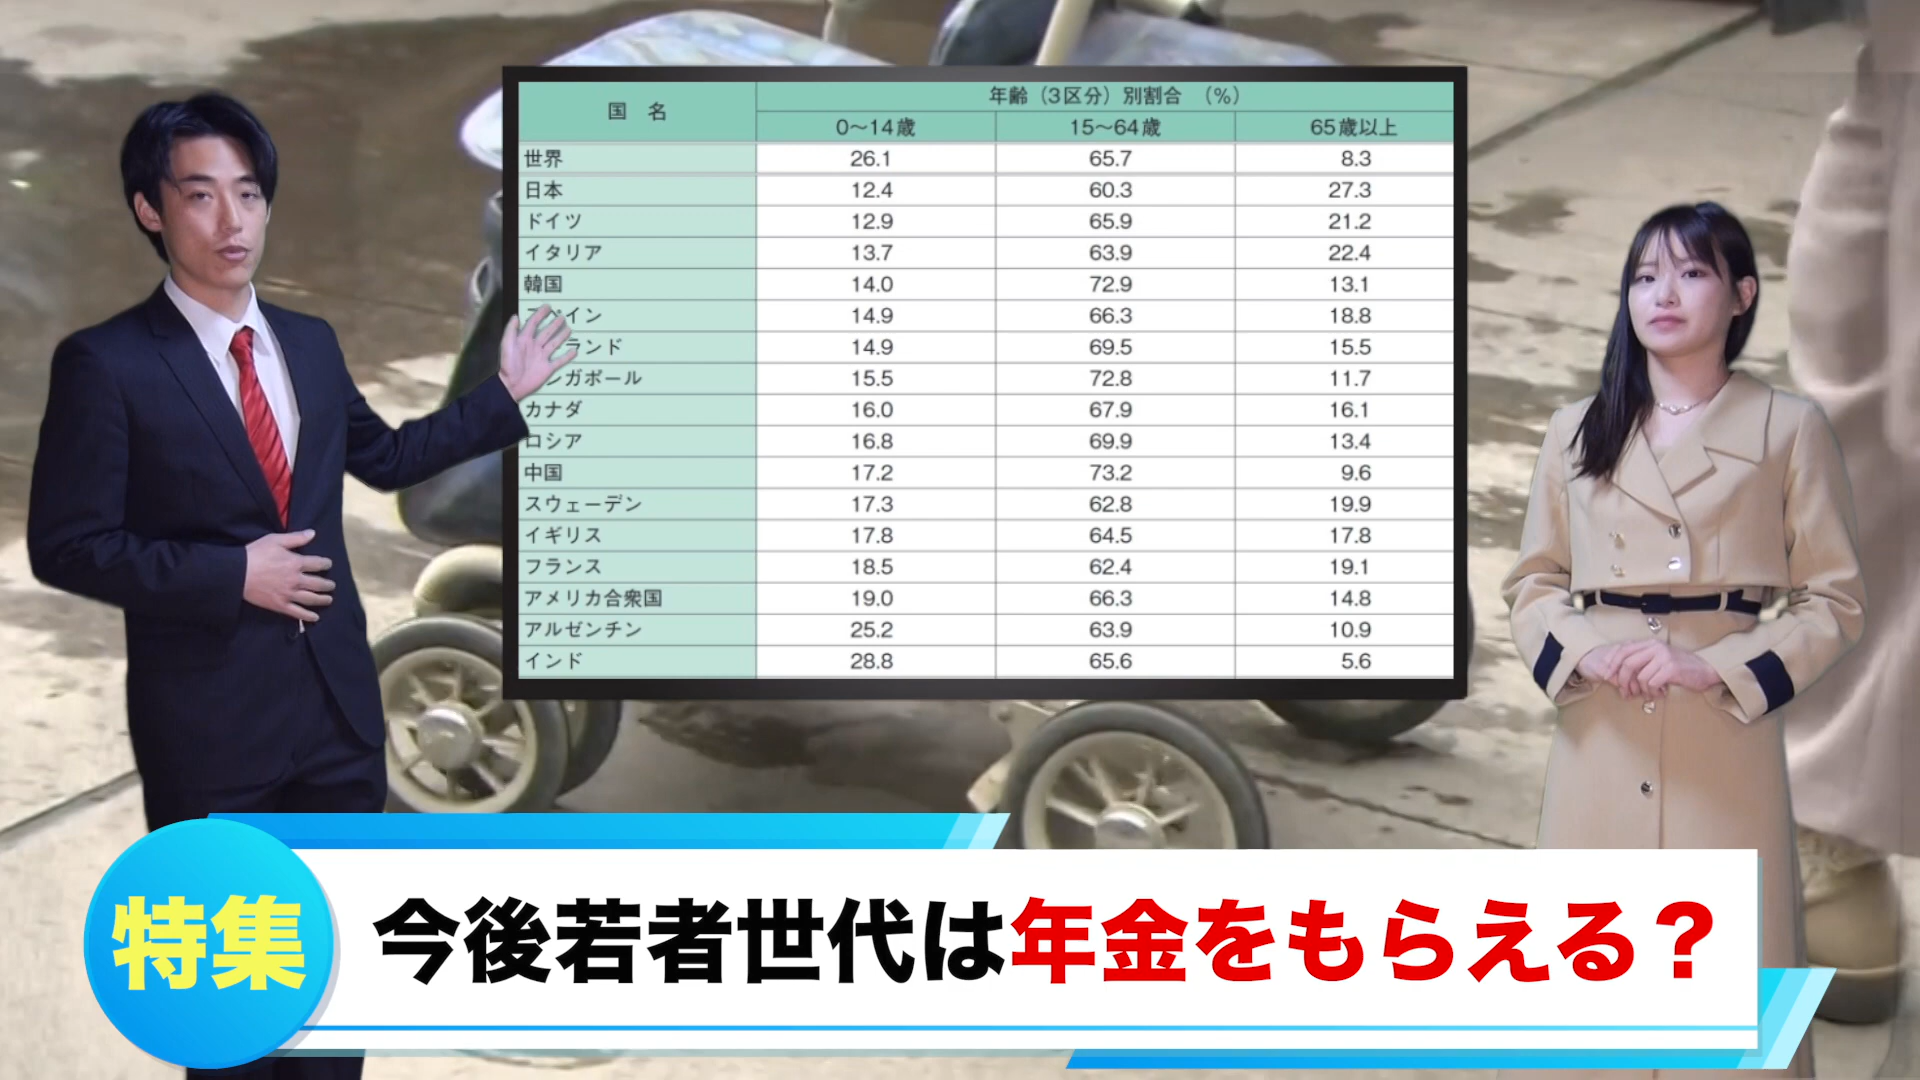 国 名
年齢（3区分）別割合 （%）
0〜14歳 15〜64歳 65歳以上
世界 26.1 65.7 8.3
日本 12.4 60.3 27.3
ドイツ 12.9 65.9 21.2
イタリア 13.7 63.9 22.4
韓国 14.0 72.9 13.1
イン 14.9 66.3 18.8
ランド 14.9 69.5 15.5
ンガポール 15.5 72.8 11.7
カナダ 16.0 67.9 16.1
ロシア 16.8 69.9 13.4
中国 17.2 73.2 9.6
スウェーデン 17.3 62.8 19.9
イギリス 17.8 64.5 17.8
フランス 18.5 62.4 19.1
アメリカ合衆国 19.0 66.3 14.8
アルゼンチン 25.2 63.9 10.9
インド 28.8 65.6 5.6
特集
今後若者世代は年金をもらえる？